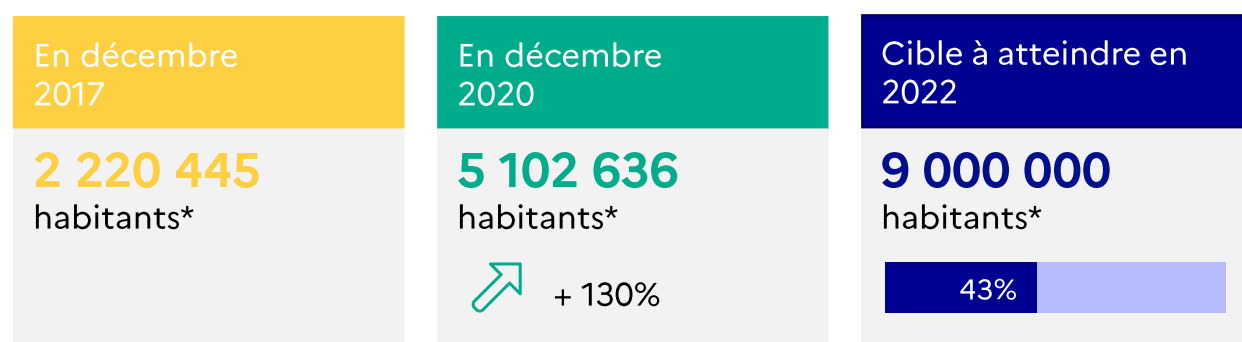 En décembre
2017
2 220 445
habitants*
En décembre
2020
5 102 636
habitants*
+ 130%
Cible à atteindre en
2022
9 000 000
habitants*
43%